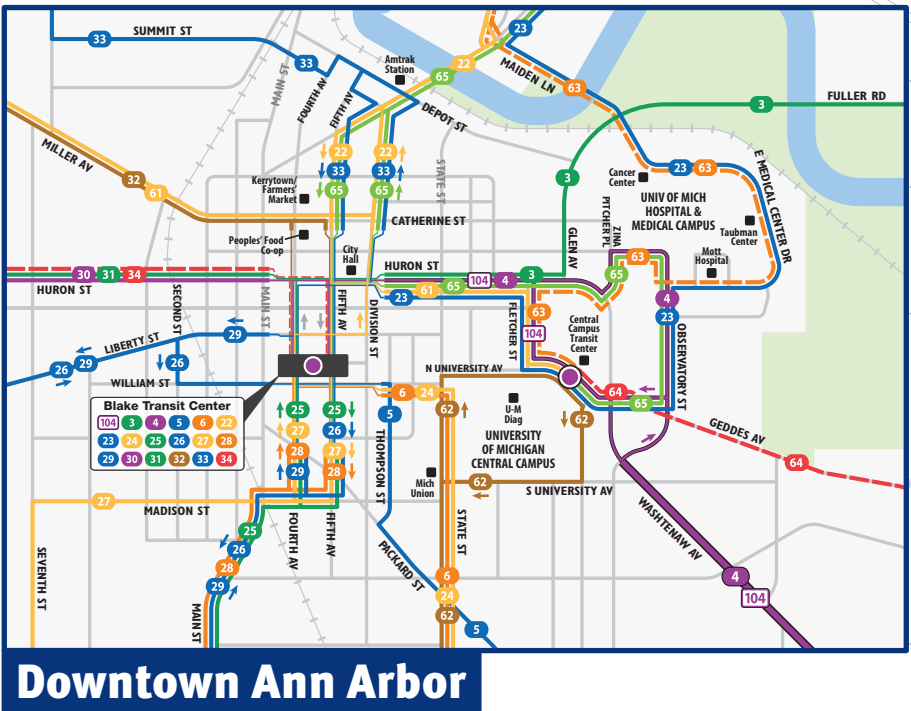 SUMMIT ST
33
33
23
Amtrak
Station
22
65
MAIDEN LN
63
MAIN ST
FOURTH AV
FIFTH AV
DEPOT ST
3
FULLER RD
MILLER AV
32
61
22
22
33
33
65
65
STATE ST
Kerrytown/
Farmers'
Market
CATHERINE ST
Peoples' Food
Co-op
City
Hall
3
GLEN AV
Cancer
Center
23
63
UNIV OF MICH
HOSPITAL &
MEDICAL CAMPUS
ZINA
PITCHER PL
Taubman
Center
Mott
Hospital
E MEDICAL CENTER DR
30
31
34
HURON ST
HURON ST
104
4
3
61
65
23
65
63
4
23
SECOND ST
MAIN ST
FIFTH AV
DIVISION ST
FLETCHER ST
63
104
Central
Campus
Transit
Center
OBSERVATORY ST
LIBERTY ST
29
26
29
26
WILLIAM ST
N UNIVERSITY AV
64
65
Blake Transit Center
104 3 4 5 6 22
23 24 25 26 27 28
29 30 31 32 33 34
6
24
5
62
62
U-M
Diag
UNIVERSITY
OF MICHIGAN
CENTRAL CAMPUS
25
25
27
26
28
27
29
28
THOMPSON ST
Mich
Union
62
S UNIVERSITY AV
GEDDES AV
64
27
MADISON ST
SEVENTH ST
FOURTH AV
FIFTH AV
STATE ST
PACKARD ST
WASHTENAW AV
25
26
28
29
MAIN ST
6
24
62
5
4
104
Downtown Ann Arbor